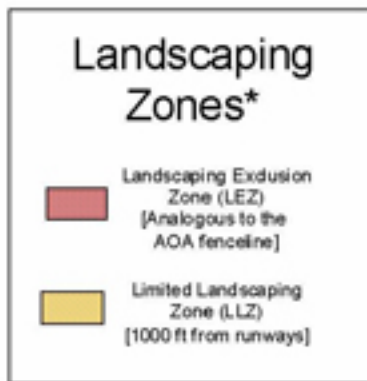 Landscaping
Zones*
Landscaping Exclusion
Zone (LEZ)
[Analogous to the
AOA fenceline]
Limited Landscaping
Zone (LLZ)
[1000 ft from runways]